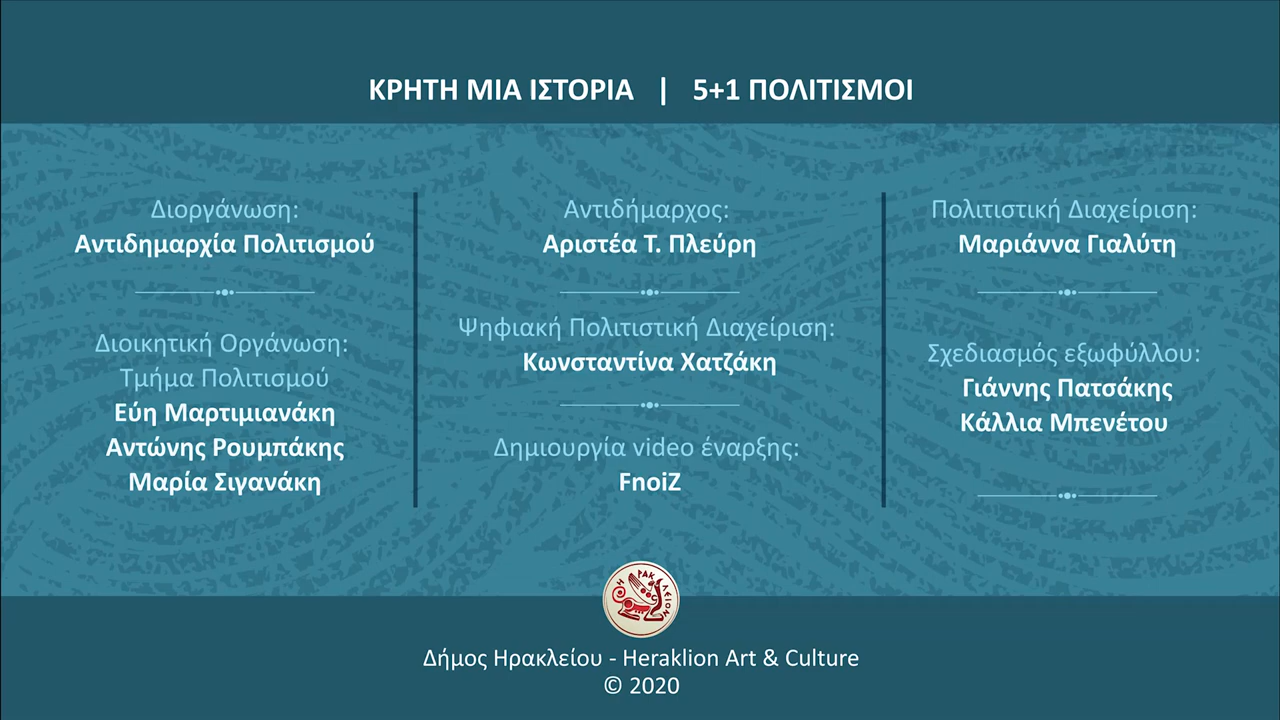 ΚΡΗΤΗ ΜΙΑ ΙΣΤΟΡΙΑ | 5+1 ΠΟΛΙΤΙΣΜΟΙ
Διοργάνωση:
Αντιδημαρχία Πολιτισμού
Διοικητική Οργάνωση:
Τμήμα Πολιτισμού
Εύη Μαρτιμιανάκη
Αντώνης Ρουμπάκης
Μαρία Σιγανάκη
Αντιδήμαρχος:
Αριστέα Τ. Πλεύρη
Ψηφιακή Πολιτιστική Διαχείριση:
Κωνσταντίνα Χατζάκη
Δημιουργία video έναρξης:
FnoiZ
Πολιτιστική Διαχείριση:
Μαριάννα Γιαλύτη
Σχεδιασμός εξωφύλλου:
Γιάννης Πατσάκης
Κάλλια Μπενέτου
ΗΡΑΚΛΕΙΟΝ
Δήμος Ηρακλείου - Heraklion Art & Culture
© 2020